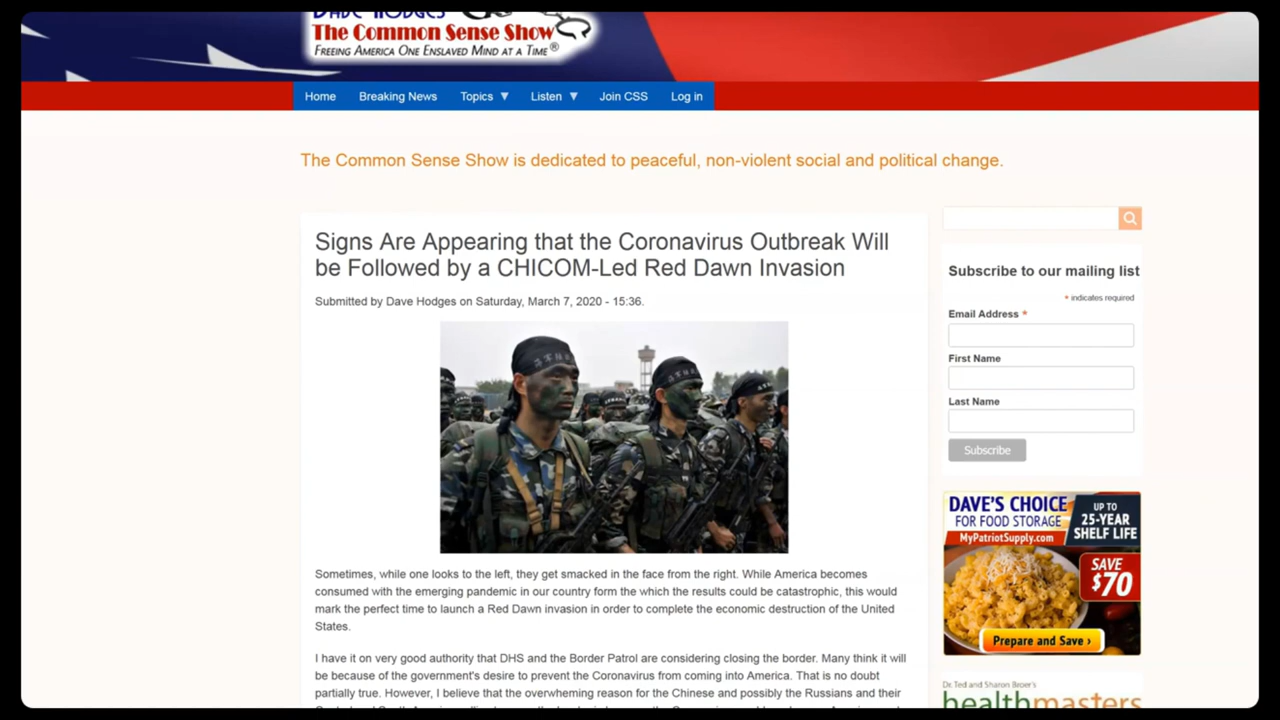 DAVE HODGES
The Common Sense Show
FREEING AMERICA ONE ENSLAVED MIND AT A TIME®
Home Breaking News Topics ▼ Listen ▼ Join CSS Log in
The Common Sense Show is dedicated to peaceful, non-violent social and political change.
Signs Are Appearing that the Coronavirus Outbreak Will
be Followed by a CHICOM-Led Red Dawn Invasion
Submitted by Dave Hodges on Saturday, March 7, 2020 - 15:36.
Sometimes, while one looks to the left, they get smacked in the face from the right. While America becomes
consumed with the emerging pandemic in our country form the which the results could be catastrophic, this would
mark the perfect time to launch a Red Dawn invasion in order to complete the economic destruction of the United
States.
I have it on very good authority that DHS and the Border Patrol are considering closing the border. Many think it will
be because of the government's desire to prevent the Coronavirus from coming into America. That is no doubt
partially true. However, I believe that the overwheming reason for the Chinese and possibly the Russians and their
Subscribe to our mailing list
* indicates required
Email Address *
First Name
Last Name
Subscribe
DAVE'S CHOICE
FOR FOOD STORAGE
MyPatriotSupply.com
UP TO
25-YEAR
SHELF LIFE
SAVE
$70
Prepare and Save ›
Dr. Ted and Sharon Broer's
healthmasters